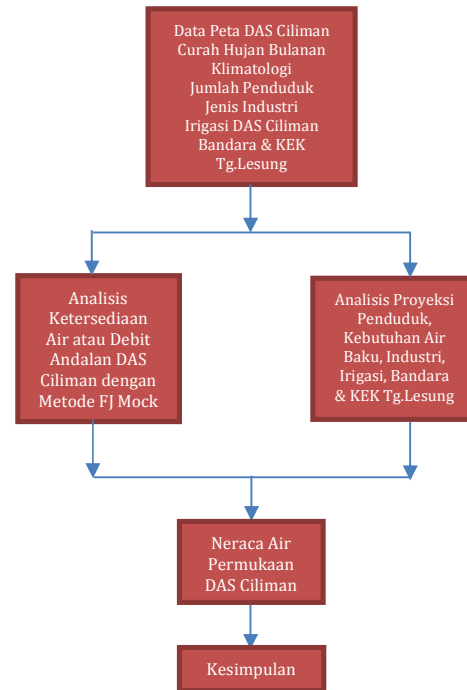 Data Peta DAS Ciliman
Curah Hujan Bulanan
Klimatologi
Jumlah Penduduk
Jenis Industri
Irigasi DAS Ciliman
Bandara & KEK
Tg.Lesung
Analisis
Ketersediaan
Air atau Debit
Andalan DAS
Ciliman dengan
Metode FJ Mock
Analisis Proyeksi
Penduduk,
Kebutuhan Air
Baku, Industri,
Irigasi, Bandara
& KEK Tg.Lesung
Neraca Air
Permukaan
DAS Ciliman
Kesimpulan